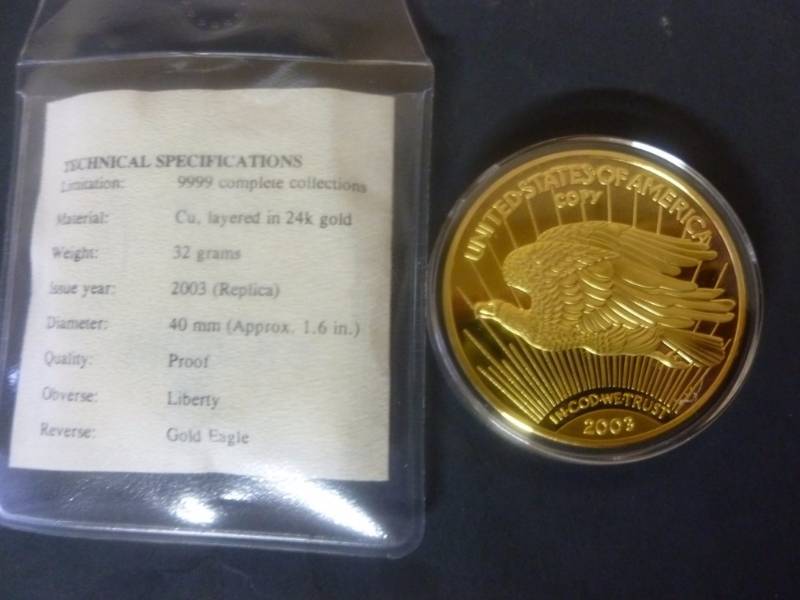 TECHNICAL SPECIFICATIONS
Limitation: 9999 complete collections
Material: Cu, layered in 24k gold
Weight: 32 grams
Issue year: 2003 (Replica)
Diameter: 40 mm (Approx. 1.6 in.)
Quality: Proof
Obverse: Liberty
Reverse: Gold Eagle
UNITED STATES OF AMERICA
COPY
IN·GOD·WE·TRUST
2003